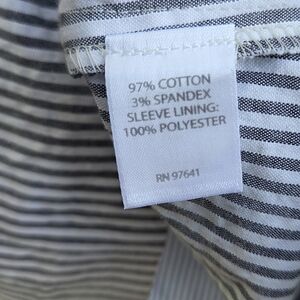 97% COTTON
3% SPANDEX
SLEEVE LINING:
100% POLYESTER
RN 97641